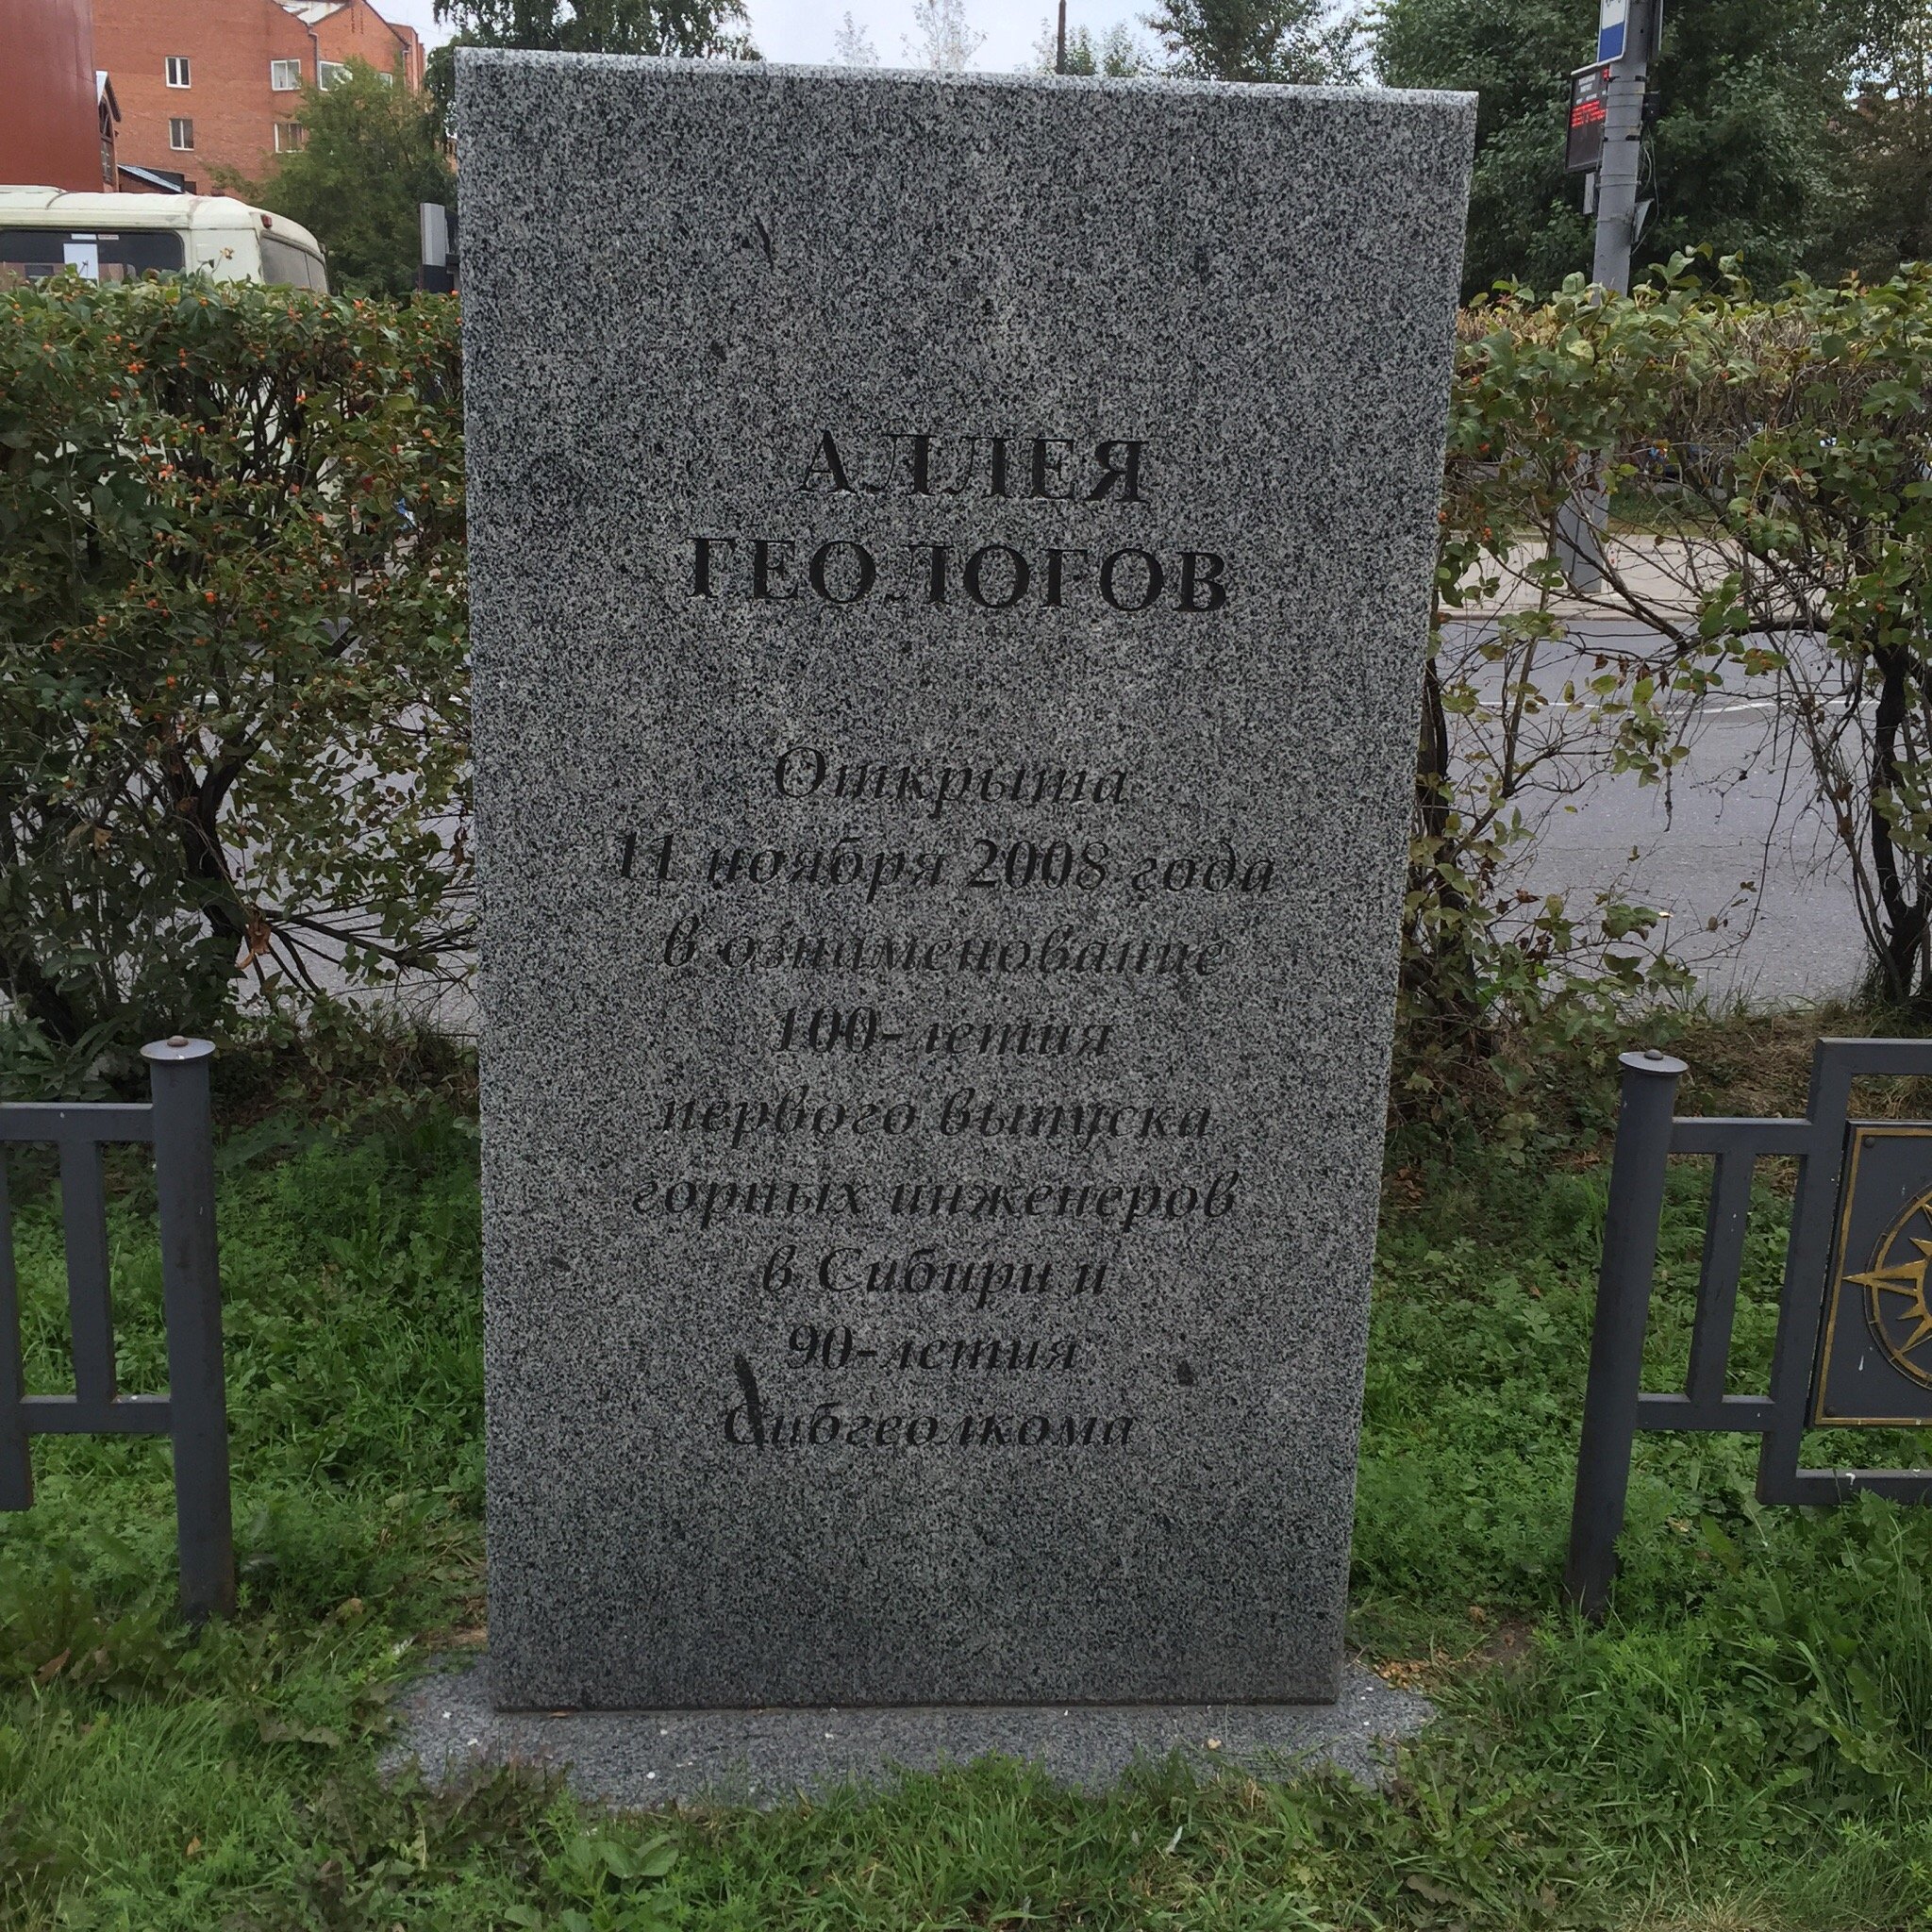 АЛЛЕЯ
ГЕОЛОГОВ
Открыта
11 ноября 2008 года
в ознаменование
100-летия
первого выпуска
горных инженеров
в Сибири и
90-летия
Сибгеолкома